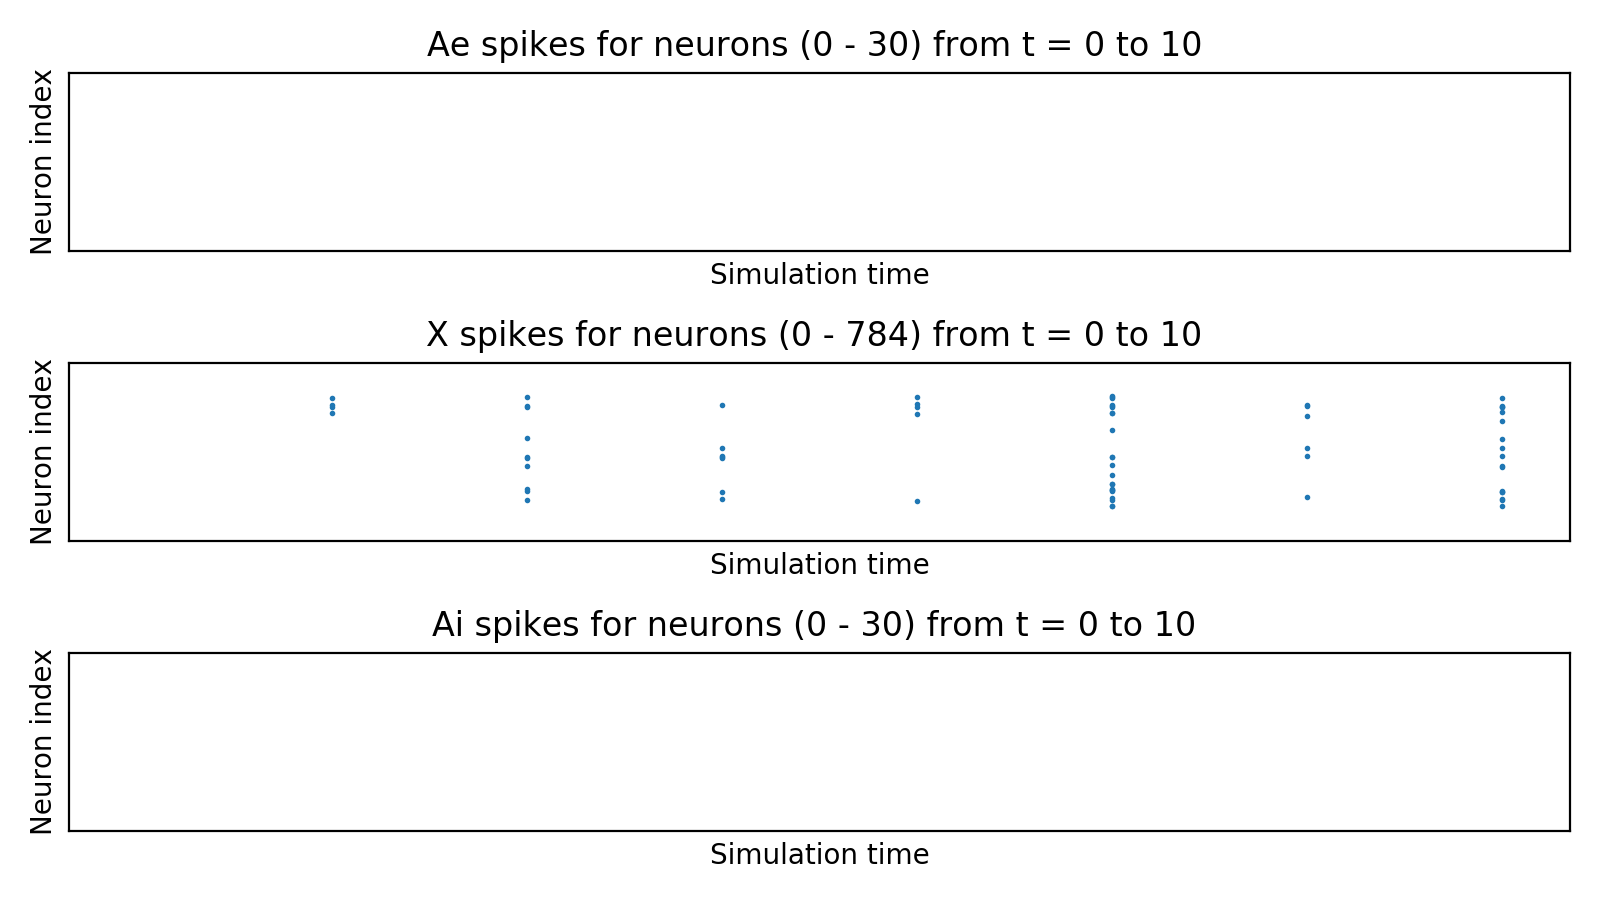 Ae spikes for neurons (0 - 30) from t = 0 to 10
Neuron index
Simulation time
X spikes for neurons (0 - 784) from t = 0 to 10
Neuron index
Simulation time
Ai spikes for neurons (0 - 30) from t = 0 to 10
Neuron index
Simulation time